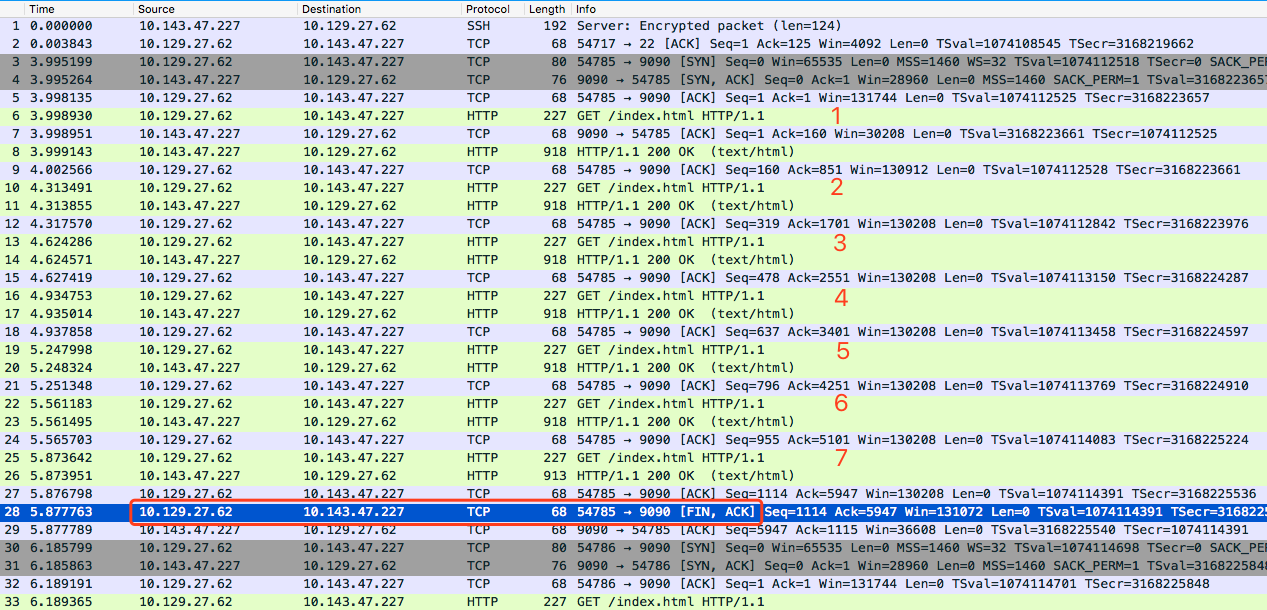 Time Source Destination Protocol Length Info
1 0.000000 10.143.47.227 10.129.27.62 SSH 192 Server: Encrypted packet (len=124)
2 0.003843 10.129.27.62 10.143.47.227 TCP 68 54717 → 22 [ACK] Seq=1 Ack=125 Win=4092 Len=0 TSval=1074108545 TSecr=3168219662
3 3.995199 10.129.27.62 10.143.47.227 TCP 80 54785 → 9090 [SYN] Seq=0 Win=65535 Len=0 MSS=1460 WS=32 TSval=1074112518 TSecr=0 SACK_PE
4 3.995264 10.143.47.227 10.129.27.62 TCP 76 9090 → 54785 [SYN, ACK] Seq=0 Ack=1 Win=28960 Len=0 MSS=1460 SACK_PERM=1 TSval=3168223657
5 3.998135 10.129.27.62 10.143.47.227 TCP 68 54785 → 9090 [ACK] Seq=1 Ack=1 Win=131744 Len=0 TSval=1074112525 TSecr=3168223657
6 3.998930 10.129.27.62 10.143.47.227 HTTP 227 GET /index.html HTTP/1.1 1
7 3.998951 10.143.47.227 10.129.27.62 TCP 68 9090 → 54785 [ACK] Seq=1 Ack=160 Win=30208 Len=0 TSval=3168223661 TSecr=1074112525
8 3.999143 10.143.47.227 10.129.27.62 HTTP 918 HTTP/1.1 200 OK (text/html)
9 4.002566 10.129.27.62 10.143.47.227 TCP 68 54785 → 9090 [ACK] Seq=160 Ack=851 Win=130912 Len=0 TSval=1074112528 TSecr=3168223661
10 4.313491 10.129.27.62 10.143.47.227 HTTP 227 GET /index.html HTTP/1.1 2
11 4.313855 10.143.47.227 10.129.27.62 HTTP 918 HTTP/1.1 200 OK (text/html)
12 4.317570 10.129.27.62 10.143.47.227 TCP 68 54785 → 9090 [ACK] Seq=319 Ack=1701 Win=130208 Len=0 TSval=1074112842 TSecr=3168223976
13 4.624286 10.129.27.62 10.143.47.227 HTTP 227 GET /index.html HTTP/1.1 3
14 4.624571 10.143.47.227 10.129.27.62 HTTP 918 HTTP/1.1 200 OK (text/html)
15 4.627419 10.129.27.62 10.143.47.227 TCP 68 54785 → 9090 [ACK] Seq=478 Ack=2551 Win=130208 Len=0 TSval=1074113150 TSecr=3168224287
16 4.934753 10.129.27.62 10.143.47.227 HTTP 227 GET /index.html HTTP/1.1 4
17 4.935014 10.143.47.227 10.129.27.62 HTTP 918 HTTP/1.1 200 OK (text/html)
18 4.937858 10.129.27.62 10.143.47.227 TCP 68 54785 → 9090 [ACK] Seq=637 Ack=3401 Win=130208 Len=0 TSval=1074113458 TSecr=3168224597
19 5.247998 10.129.27.62 10.143.47.227 HTTP 227 GET /index.html HTTP/1.1 5
20 5.248324 10.143.47.227 10.129.27.62 HTTP 918 HTTP/1.1 200 OK (text/html)
21 5.251348 10.129.27.62 10.143.47.227 TCP 68 54785 → 9090 [ACK] Seq=796 Ack=4251 Win=130208 Len=0 TSval=1074113769 TSecr=3168224910
22 5.561183 10.129.27.62 10.143.47.227 HTTP 227 GET /index.html HTTP/1.1 6
23 5.561495 10.143.47.227 10.129.27.62 HTTP 918 HTTP/1.1 200 OK (text/html)
24 5.565703 10.129.27.62 10.143.47.227 TCP 68 54785 → 9090 [ACK] Seq=955 Ack=5101 Win=130208 Len=0 TSval=1074114083 TSecr=3168225224
25 5.873642 10.129.27.62 10.143.47.227 HTTP 227 GET /index.html HTTP/1.1 7
26 5.873951 10.143.47.227 10.129.27.62 HTTP 913 HTTP/1.1 200 OK (text/html)
27 5.876798 10.129.27.62 10.143.47.227 TCP 68 54785 → 9090 [ACK] Seq=1114 Ack=5947 Win=130208 Len=0 TSval=1074114391 TSecr=3168225536
28 5.877763 10.129.27.62 10.143.47.227 TCP 68 54785 → 9090 [FIN, ACK] Seq=1114 Ack=5947 Win=131072 Len=0 TSval=1074114391 TSecr=31682255
29 5.877789 10.143.47.227 10.129.27.62 TCP 68 9090 → 54785 [ACK] Seq=5947 Ack=1115 Win=36608 Len=0 TSval=3168225540 TSecr=1074114391
30 6.185799 10.129.27.62 10.143.47.227 TCP 80 54786 → 9090 [SYN] Seq=0 Win=65535 Len=0 MSS=1460 WS=32 TSval=1074114698 TSecr=0 SACK_PE
31 6.185863 10.143.47.227 10.129.27.62 TCP 76 9090 → 54786 [SYN, ACK] Seq=0 Ack=1 Win=28960 Len=0 MSS=1460 SACK_PERM=1 TSval=3168225848
32 6.189191 10.129.27.62 10.143.47.227 TCP 68 54786 → 9090 [ACK] Seq=1 Ack=1 Win=131744 Len=0 TSval=1074114701 TSecr=3168225848
33 6.189365 10.129.27.62 10.143.47.227 HTTP 227 GET /index.html HTTP/1.1